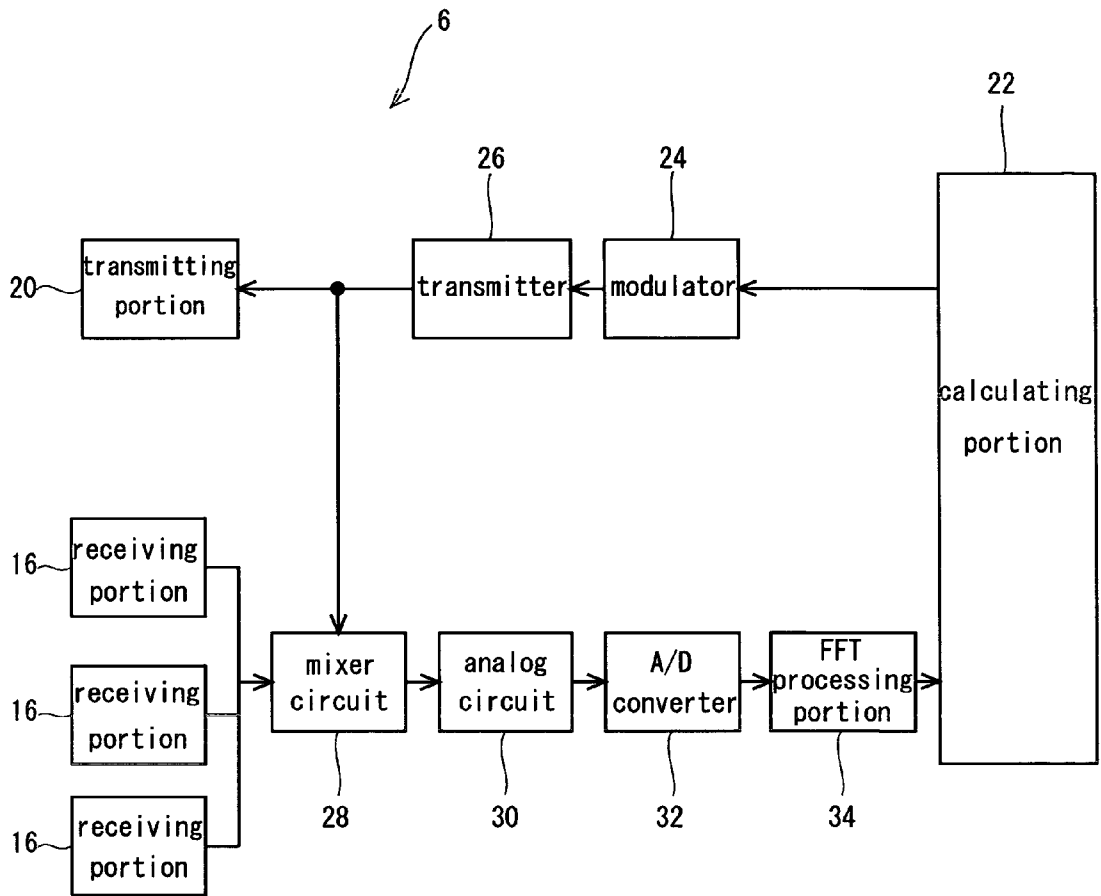 6
22
26
24
20
transmitting
portion
transmitter
modulator
calculating
portion
16
receiving
portion
16
receiving
portion
16
receiving
portion
mixer
circuit
analog
circuit
A/D
converter
FFT
processing
portion
28
30
32
34